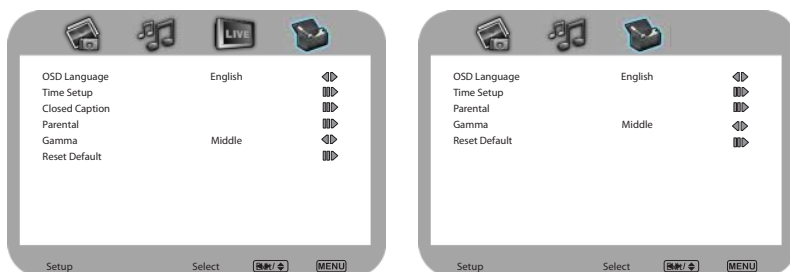 LIVE
OSD Language English
Time Setup
Closed Caption
Parental
Gamma Middle
Reset Default
Setup Select MENU
OSD Language English
Time Setup
Parental
Gamma Middle
Reset Default
Setup Select MENU